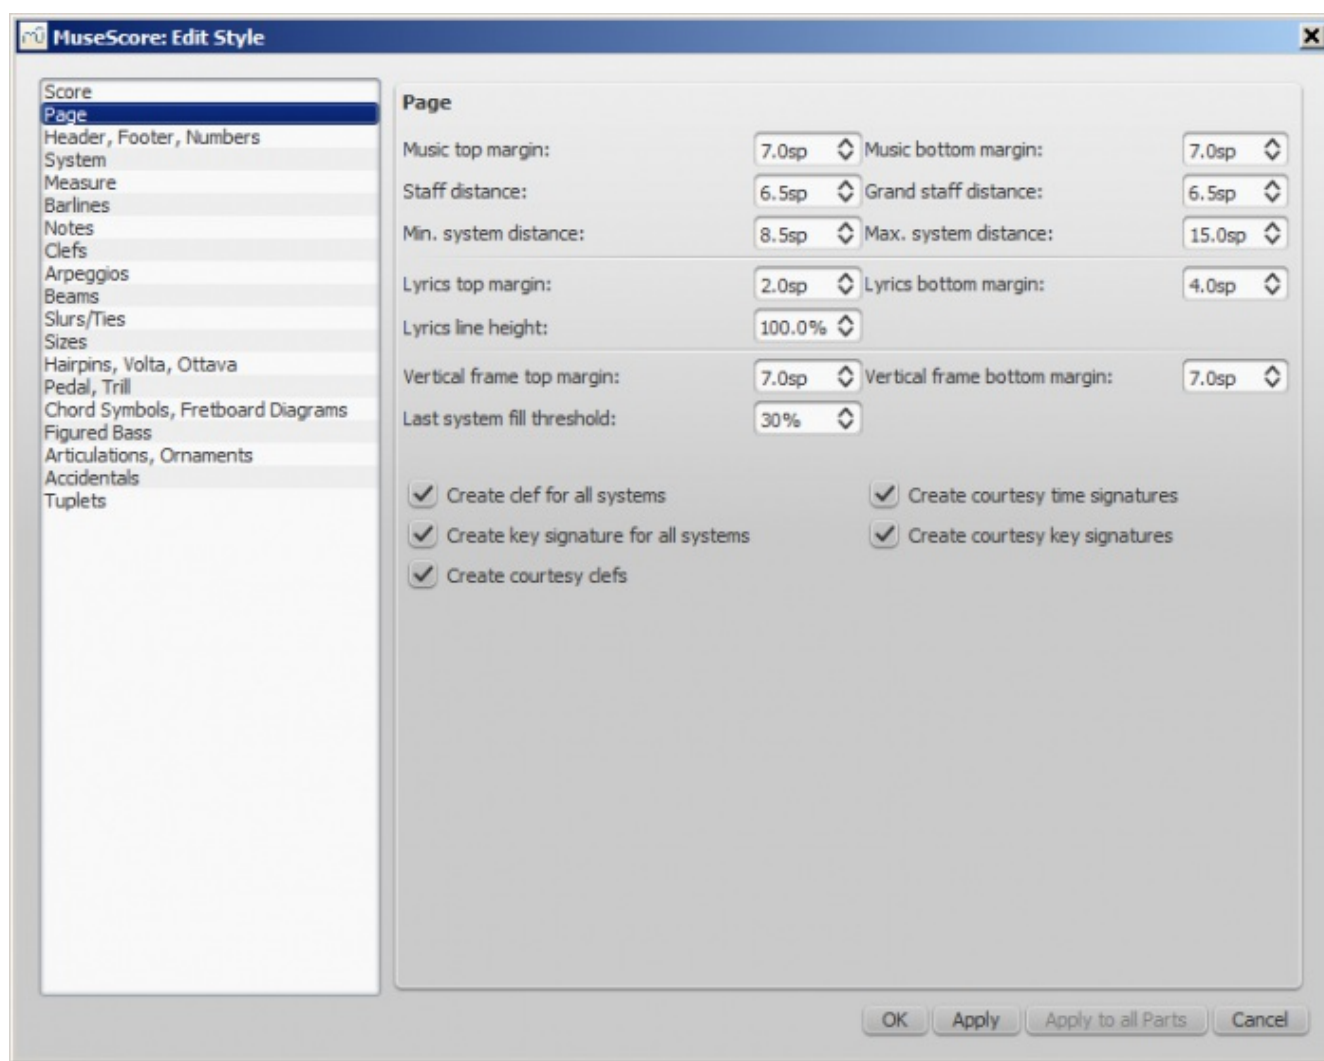 MuseScore: Edit Style
Score
Page
Header, Footer, Numbers
System
Measure
Barlines
Notes
Clefs
Arpeggios
Beams
Slurs/Ties
Sizes
Hairpins, Volta, Ottava
Pedal, Trill
Chord Symbols, Fretboard Diagrams
Figured Bass
Articulations, Ornaments
Accidentals
Tuplets
Page
Music top margin: 7.0sp Music bottom margin: 7.0sp
Staff distance: 6.5sp Grand staff distance: 6.5sp
Min. system distance: 8.5sp Max. system distance: 15.0sp
Lyrics top margin: 2.0sp Lyrics bottom margin: 4.0sp
Lyrics line height: 100.0%
Vertical frame top margin: 7.0sp Vertical frame bottom margin: 7.0sp
Last system fill threshold: 30%
Create clef for all systems Create courtesy time signatures
Create key signature for all systems Create courtesy key signatures
Create courtesy clefs
OK Apply Apply to all Parts Cancel